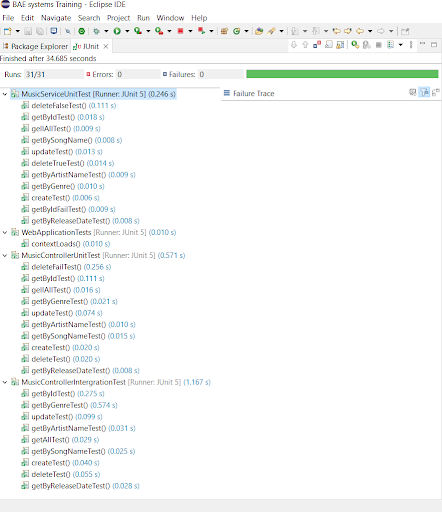 BAE systems Training - Eclipse IDE
File Edit Navigate Search Project Run Window Help
Package Explorer JUnit
Finished after 34.685 seconds
Runs: 31/31 Errors: 0 Failures: 0
MusicServiceUnitTest [Runner: JUnit 5] (0.246 s)
Failure Trace
deleteFalseTest() (0.111 s)
getByIdTest() (0.018 s)
getlAllTest() (0.009 s)
getBySongName() (0.008 s)
updateTest() (0.013 s)
deleteTrueTest() (0.014 s)
getByArtistNameTest() (0.009 s)
getByGenre() (0.010 s)
createTest() (0.006 s)
getByIdFailTest() (0.009 s)
getByReleaseDateTest() (0.008 s)
WebApplicationTests [Runner: JUnit 5] (0.010 s)
contextLoads() (0.010 s)
MusicControllerUnitTest [Runner: JUnit 5] (0.571 s)
deleteFailTest() (0.256 s)
getByIdTest() (0.111 s)
getlAllTest() (0.016 s)
getByGenreTest() (0.021 s)
updateTest() (0.074 s)
getByArtistNameTest() (0.010 s)
getBySongNameTest() (0.015 s)
createTest() (0.020 s)
deleteTest() (0.020 s)
getByReleaseDateTest() (0.008 s)
MusicControllerIntergrationTest [Runner: JUnit 5] (1.167 s)
getByIdTest() (0.275 s)
getByGenreTest() (0.574 s)
updateTest() (0.099 s)
getByArtistNameTest() (0.031 s)
getAllTest() (0.029 s)
getBySongNameTest() (0.025 s)
createTest() (0.040 s)
deleteTest() (0.055 s)
getByReleaseDateTest() (0.028 s)